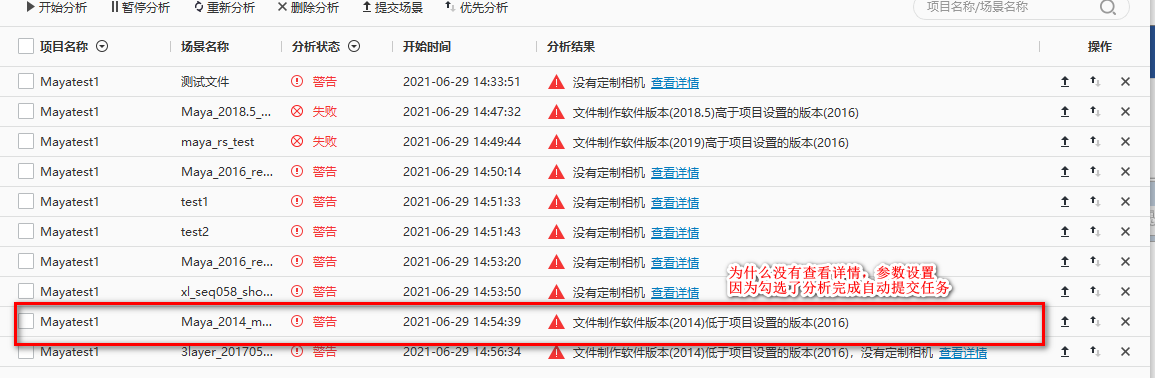 开始分析 暂停分析 重新分析 删除分析 提交场景 优先分析 项目名称/场景名称
项目名称 场景名称 分析状态 开始时间 分析结果 操作
Mayatest1 测试文件 警告 2021-06-29 14:33:51 没有定制相机 查看详情
Mayatest1 Maya_2018.5_... 失败 2021-06-29 14:47:32 文件制作软件版本(2018.5)高于项目设置的版本(2016)
Mayatest1 maya_rs_test 失败 2021-06-29 14:49:44 文件制作软件版本(2019)高于项目设置的版本(2016)
Mayatest1 Maya_2016_re... 警告 2021-06-29 14:50:14 没有定制相机 查看详情
Mayatest1 test1 警告 2021-06-29 14:51:33 没有定制相机 查看详情
Mayatest1 test2 警告 2021-06-29 14:51:43 没有定制相机 查看详情
Mayatest1 Maya_2016_re... 警告 2021-06-29 14:53:20 没有定制相机 查看详情
为什么没有查看详情，参数设置
Mayatest1 xl_seq058_sho... 警告 2021-06-29 14:53:50 没有定制相机 查看详情
因为勾选了分析完成自动提交任务
Mayatest1 Maya_2014_m... 警告 2021-06-29 14:54:39 文件制作软件版本(2014)低于项目设置的版本(2016)
Mayatest1 3layer_201705... 警告 2021-06-29 14:56:34 文件制作软件版本(2014)低于项目设置的版本(2016)，没有定制相机 查看详情